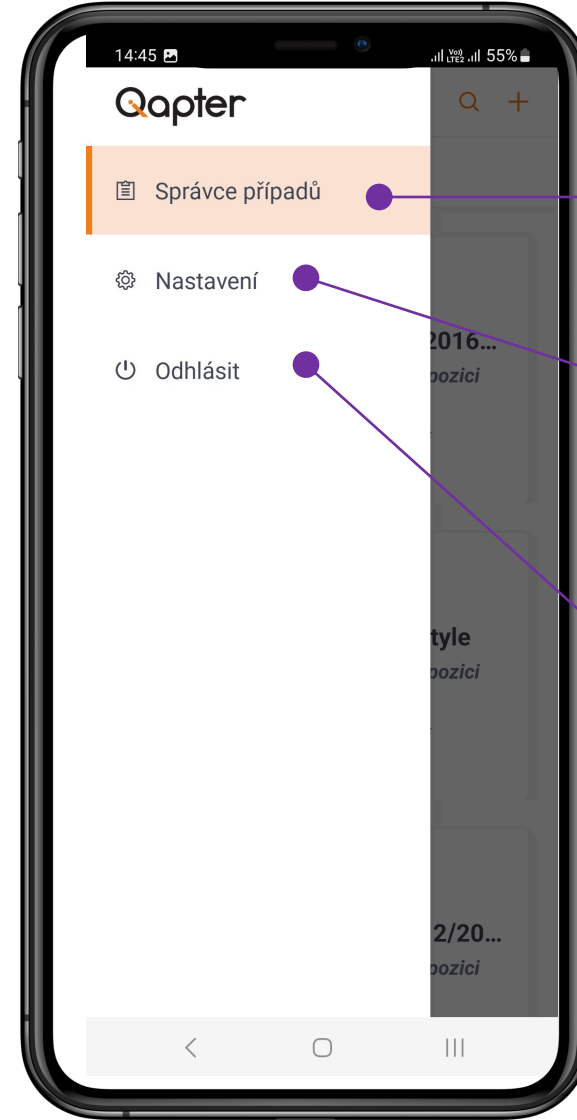 14:45 55%
Qapter
Správce případů
Nastavení
2016...
pozici
Odhlásit
tyle
pozici
2/20...
pozici